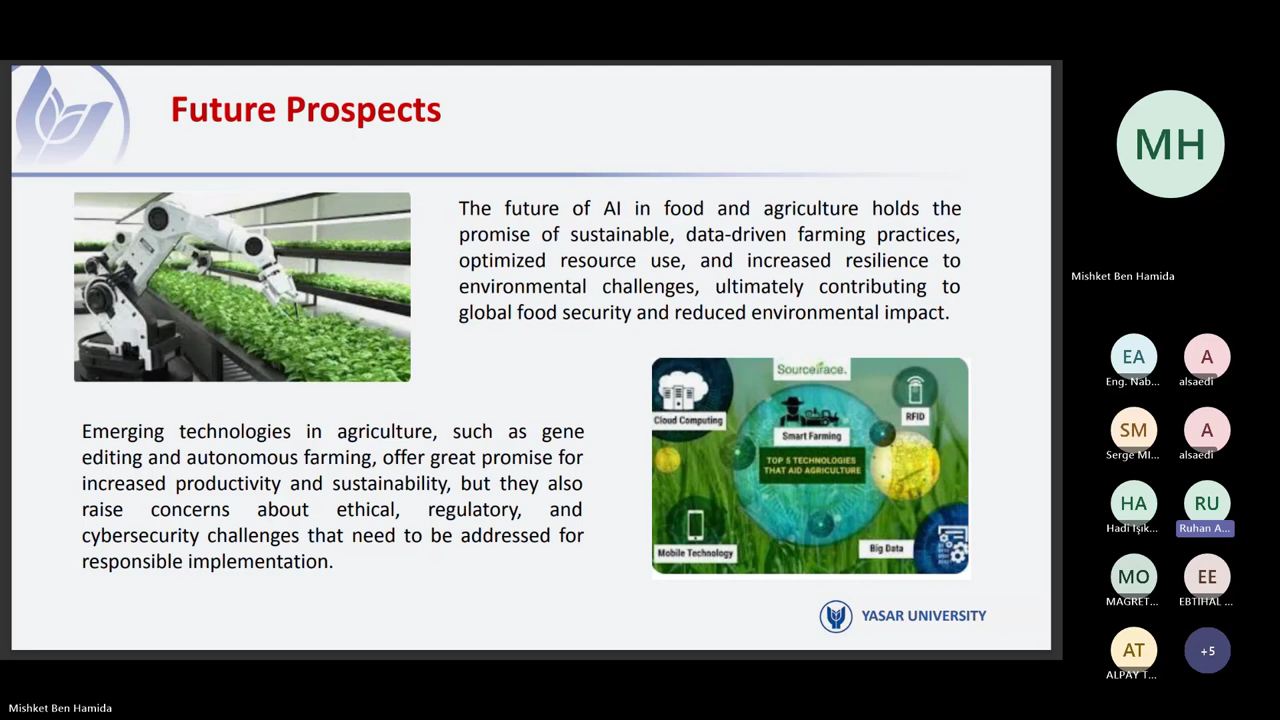 Future Prospects
The future of AI in food and agriculture holds the
promise of sustainable, data-driven farming practices,
optimized resource use, and increased resilience to
environmental challenges, ultimately contributing to
global food security and reduced environmental impact.
SourceTrace.
Cloud Computing
RFID
Smart Farming
TOP 5 TECHNOLOGIES
THAT AID AGRICULTURE
Mobile Technology
Big Data
Emerging technologies in agriculture, such as gene
editing and autonomous farming, offer great promise for
increased productivity and sustainability, but they also
raise concerns about ethical, regulatory, and
cybersecurity challenges that need to be addressed for
responsible implementation.
YASAR UNIVERSITY
MH
Mishket Ben Hamida
EA
Eng. Nab...
A
alsaedi
SM
Serge MI...
A
alsaedi
HA
Hadi Işık...
RU
Ruhan A...
MO
MAGRET...
EE
EBTIHAL ...
AT
ALPAY T...
+5
Mishket Ben Hamida